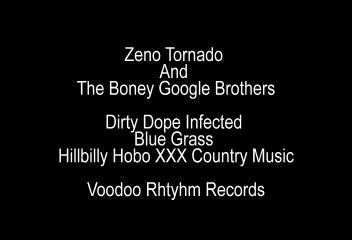 Zeno Tornado
And
The Boney Google Brothers
Dirty Dope Infected
Blue Grass
Hillbilly Hobo XXX Country Music
Voodoo Rhtyhm Records